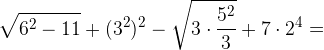 √(6² − 11) + (3²)² − √(3 · 5²/3) + 7 · 2⁴ =